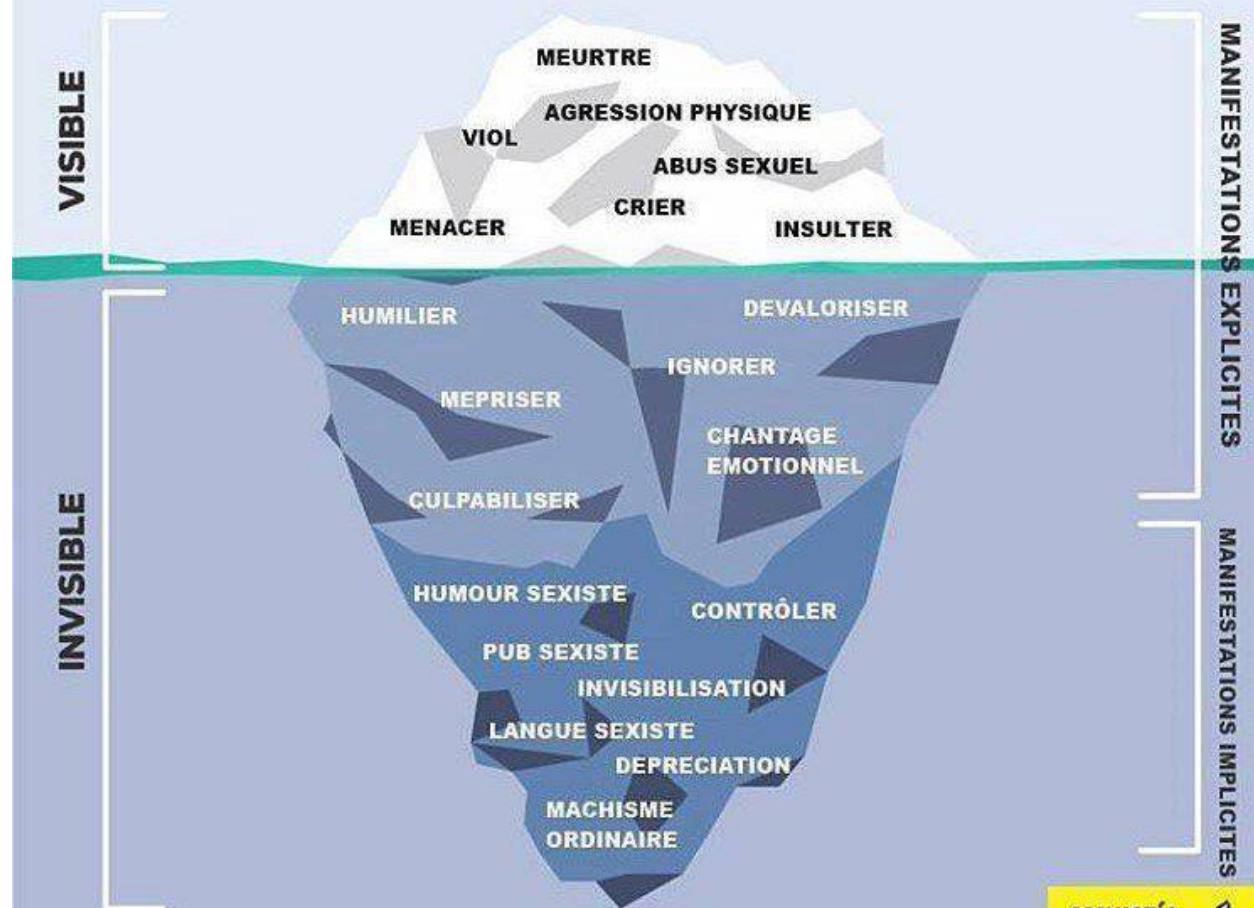 VISIBLE
MANIFESTATIONS EXPLICITES
MEURTRE
AGRESSION PHYSIQUE
VIOL
ABUS SEXUEL
CRIER
MENACER
INSULTER
INVISIBLE
HUMILIER
DEVALORISER
IGNORER
MEPRISER
CHANTAGE
EMOTIONNEL
CULPABILISER
MANIFESTATIONS IMPLICITES
HUMOUR SEXISTE
CONTRÔLER
PUB SEXISTE
INVISIBILISATION
LANGUE SEXISTE
DEPRECIATION
MACHISME
ORDINAIRE